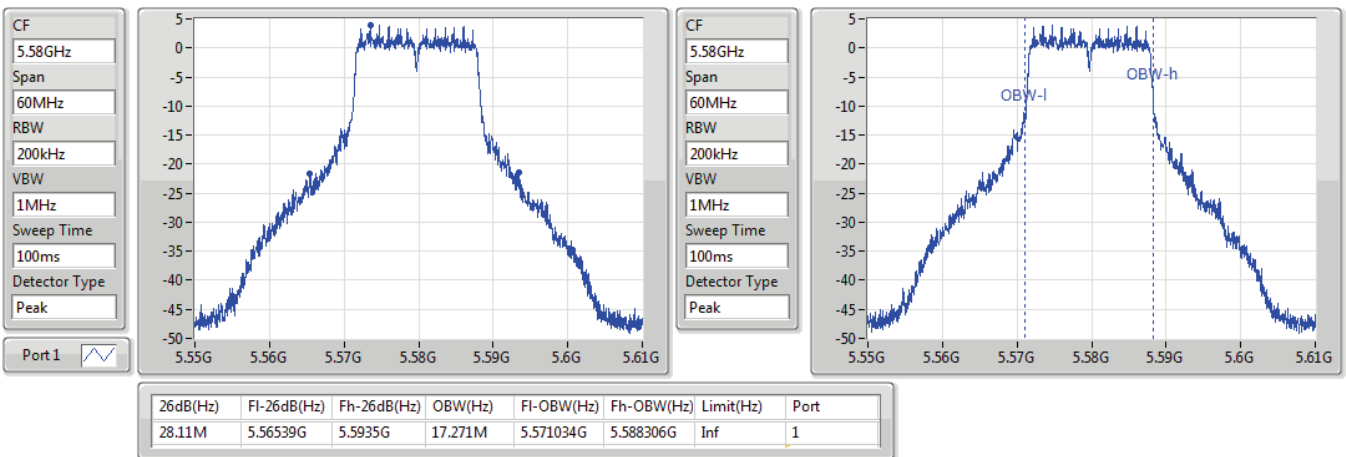 CF
5.58GHz
Span
60MHz
RBW
200kHz
VBW
1MHz
Sweep Time
100ms
Detector Type
Peak
Port 1
5
0
-5
-10
-15
-20
-25
-30
-35
-40
-45
-50
5.55G 5.56G 5.57G 5.58G 5.59G 5.6G 5.61G
CF
5.58GHz
Span
60MHz
RBW
200kHz
VBW
1MHz
Sweep Time
100ms
Detector Type
Peak
5
0
-5
-10
-15
-20
-25
-30
-35
-40
-45
-50
OBW-h
OBW-l
5.55G 5.56G 5.57G 5.58G 5.59G 5.6G 5.61G
26dB(Hz) Fl-26dB(Hz) Fh-26dB(Hz) OBW(Hz) Fl-OBW(Hz) Fh-OBW(Hz) Limit(Hz) Port
28.11M 5.56539G 5.5935G 17.271M 5.571034G 5.588306G Inf 1